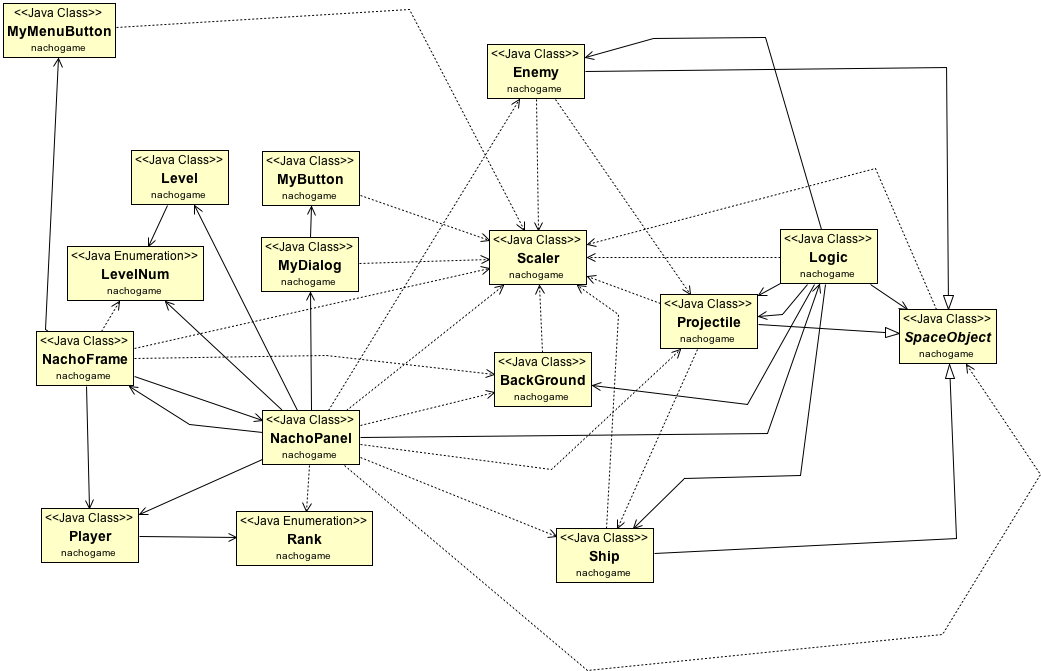 <<Java Class>>
MyMenuButton
nachogame
<<Java Class>>
Enemy
nachogame
<<Java Class>>
Level
nachogame
<<Java Class>>
MyButton
nachogame
<<Java Enumeration>>
LevelNum
nachogame
<<Java Class>>
MyDialog
nachogame
<<Java Class>>
Scaler
nachogame
<<Java Class>>
Logic
nachogame
<<Java Class>>
Projectile
nachogame
<<Java Class>>
SpaceObject
nachogame
<<Java Class>>
NachoFrame
nachogame
<<Java Class>>
BackGround
nachogame
<<Java Class>>
NachoPanel
nachogame
<<Java Class>>
Player
nachogame
<<Java Enumeration>>
Rank
nachogame
<<Java Class>>
Ship
nachogame